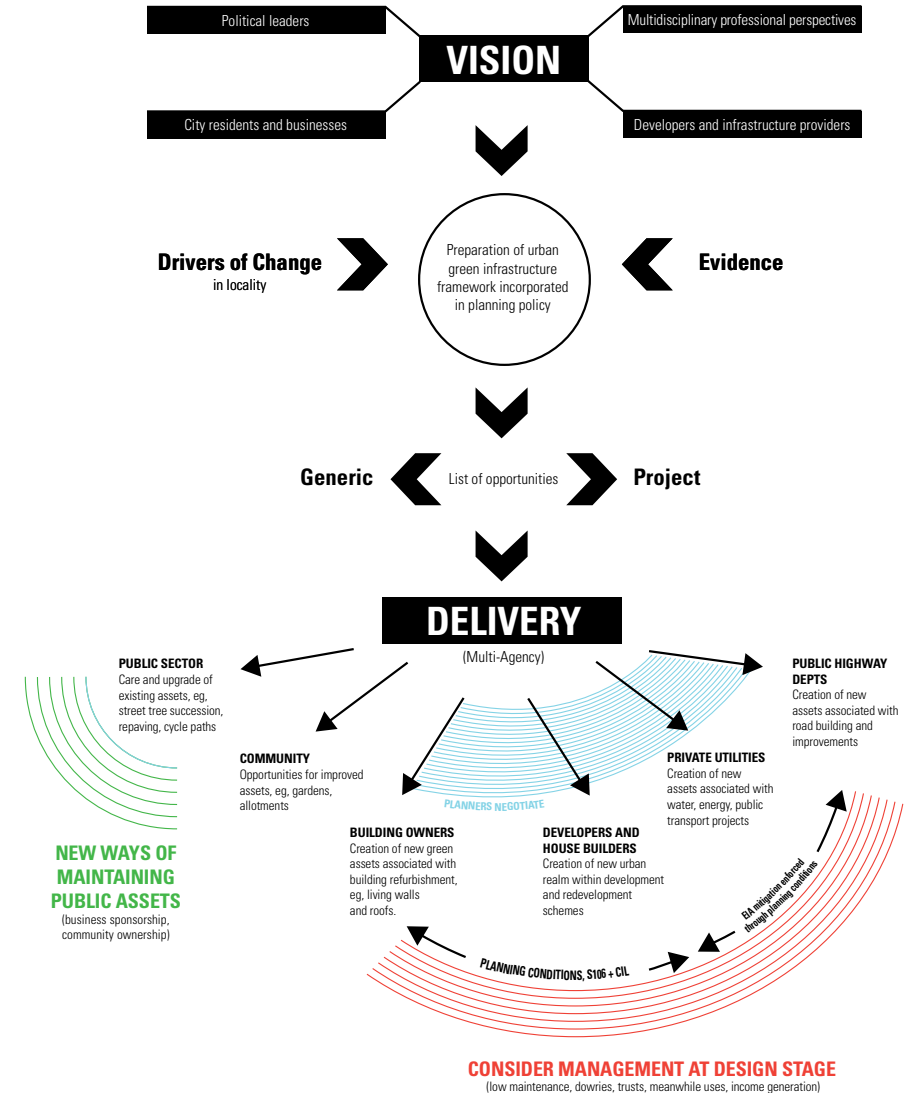 Political leaders
Multidisciplinary professional perspectives
VISION
City residents and businesses
Developers and infrastructure providers
Preparation of urban
green infrastructure
framework incorporated
in planning policy
Drivers of Change
in locality
Evidence
Generic
List of opportunities
Project
DELIVERY
(Multi-Agency)
PUBLIC SECTOR
Care and upgrade of
existing assets, eg,
street tree succession,
repaving, cycle paths
COMMUNITY
Opportunities for improved
assets, eg, gardens,
allotments
PLANNERS NEGOTIATE
BUILDING OWNERS
Creation of new green
assets associated with
building refurbishment,
eg, living walls
and roofs.
DEVELOPERS AND
HOUSE BUILDERS
Creation of new urban
realm within development
and redevelopment
schemes
PRIVATE UTILITIES
Creation of new
assets associated with
water, energy, public
transport projects
PUBLIC HIGHWAY
DEPTS
Creation of new
assets associated with
road building and
improvements
NEW WAYS OF
MAINTAINING
PUBLIC ASSETS
(business sponsorship,
community ownership)
PLANNING CONDITIONS, S106 + CIL
EIA mitigation enforced
through planning conditions
CONSIDER MANAGEMENT AT DESIGN STAGE
(low maintenance, dowries, trusts, meanwhile uses, income generation)